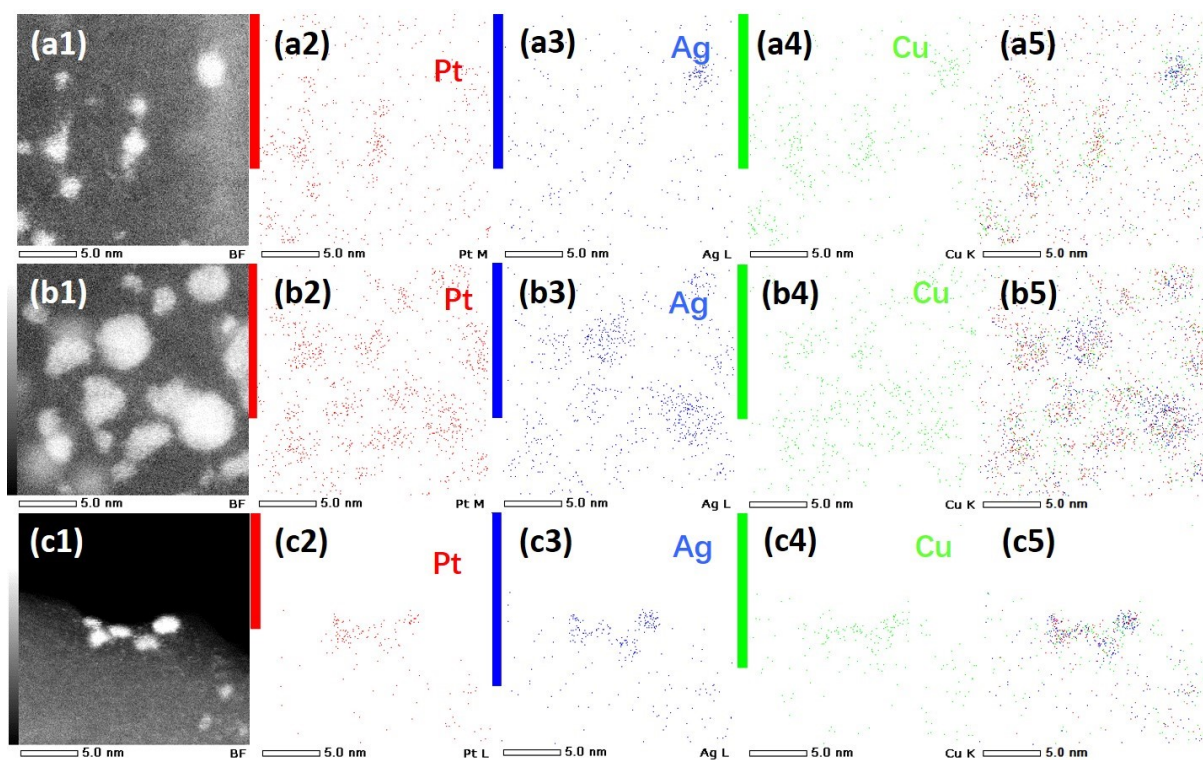 (a1) (a2) Pt (a3) Ag (a4) Cu (a5)
5.0 nm BF 5.0 nm Pt M 5.0 nm Ag L 5.0 nm Cu K 5.0 nm
(b1) (b2) Pt (b3) Ag (b4) Cu (b5)
5.0 nm BF 5.0 nm Pt M 5.0 nm Ag L 5.0 nm Cu K 5.0 nm
(c1) (c2) Pt (c3) Ag (c4) Cu (c5)
5.0 nm BF 5.0 nm Pt L 5.0 nm Ag L 5.0 nm Cu K 5.0 nm